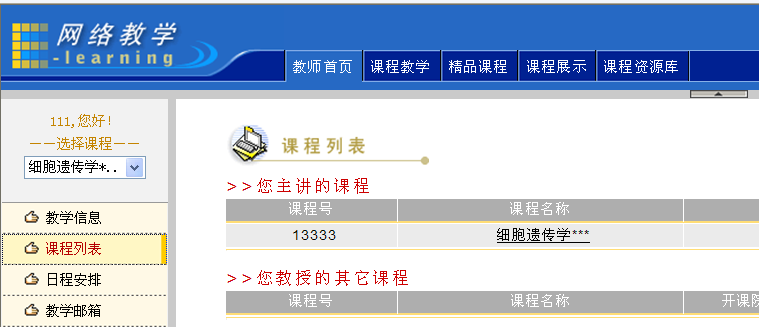 网络教学
-learning
教师首页 课程教学 精品课程 课程展示 课程资源库
111,您好!
——选择课程——
细胞遗传学*..
教学信息
课程列表
日程安排
教学邮箱
课程列表
>>您主讲的课程
课程号 课程名称
13333 细胞遗传学***
>>您教授的其它课程
课程号 课程名称 开课院